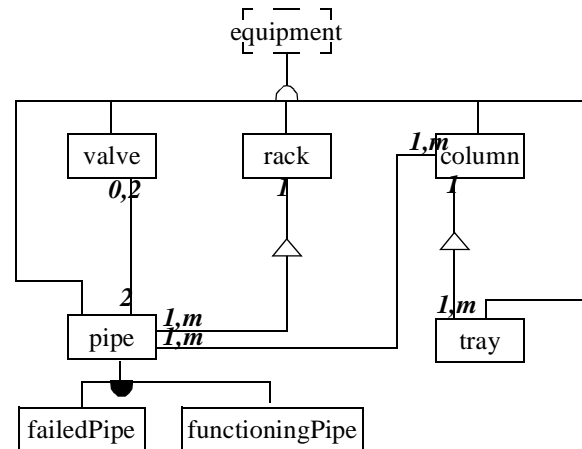 equipment
valve
rack
1,m
column
0,2
1
1
2
1,m
1,m
1,m
pipe
tray
failedPipe
functioningPipe